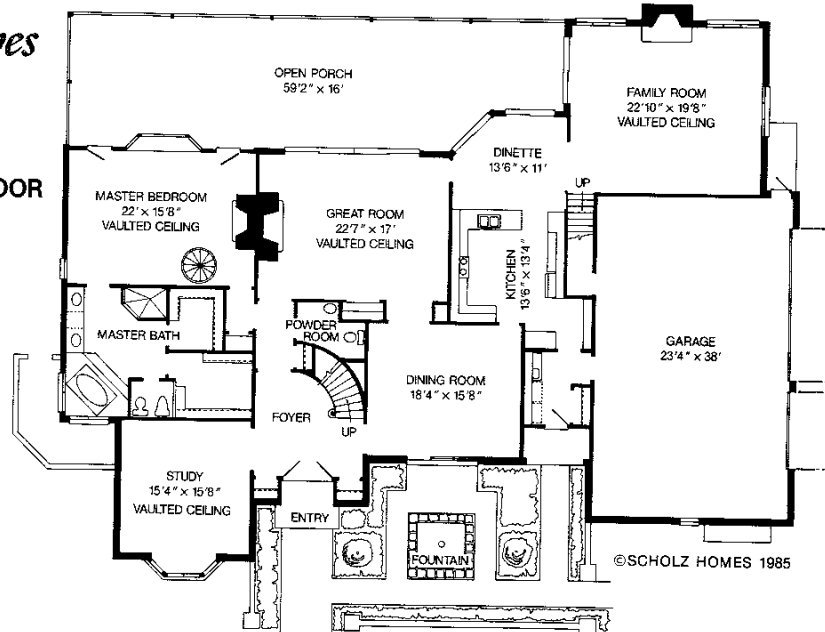 OPEN PORCH
59'2" x 16'
FAMILY ROOM
22'10" x 19'8"
VAULTED CEILING
DINETTE
13'6" x 11'
MASTER BEDROOM
22' x 15'8"
VAULTED CEILING
GREAT ROOM
22'7" x 17'
VAULTED CEILING
UP
KITCHEN
13'6" x 13'4"
MASTER BATH
POWDER
ROOM
GARAGE
23'4" x 38'
DINING ROOM
18'4" x 15'8"
FOYER
UP
STUDY
15'4" x 15'8"
VAULTED CEILING
ENTRY
FOUNTAIN
©SCHOLZ HOMES 1985